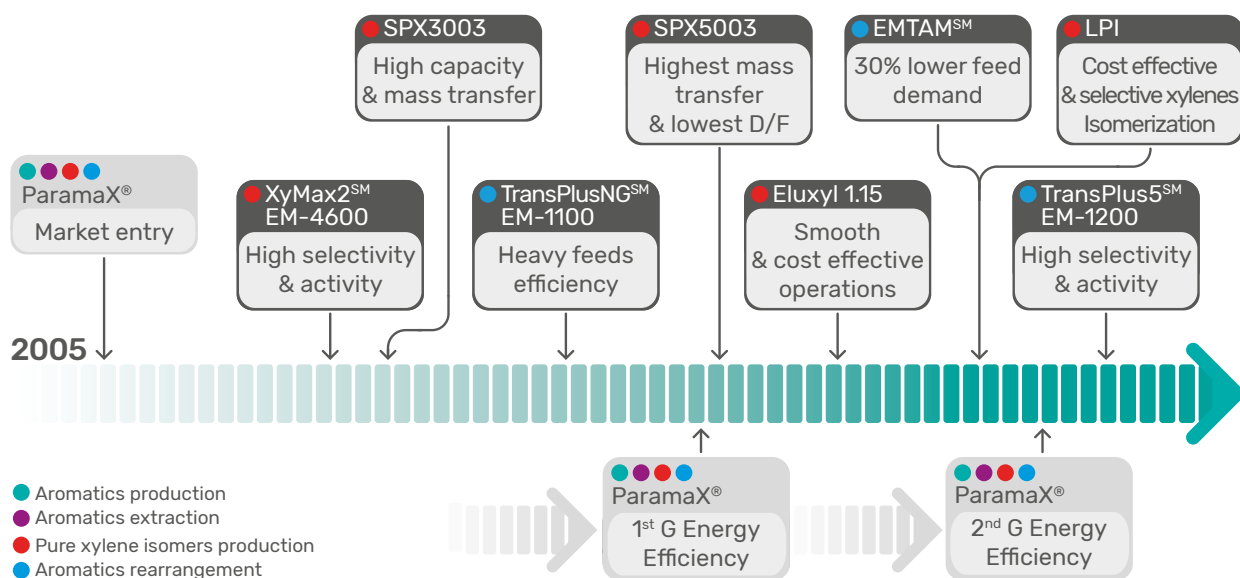 SPX3003
High capacity
& mass transfer
SPX5003
Highest mass
transfer
& lowest D/F
EMTAM℠
30% lower feed
demand
LPI
Cost effective
& selective xylenes
Isomerization
ParamaX®
Market entry
XyMax2℠
EM-4600
High selectivity
& activity
TransPlusNG℠
EM-1100
Heavy feeds
efficiency
Eluxyl 1.15
Smooth
& cost effective
operations
TransPlus5℠
EM-1200
High selectivity
& activity
2005
Aromatics production
Aromatics extraction
Pure xylene isomers production
Aromatics rearrangement
ParamaX®
1st G Energy
Efficiency
ParamaX®
2nd G Energy
Efficiency